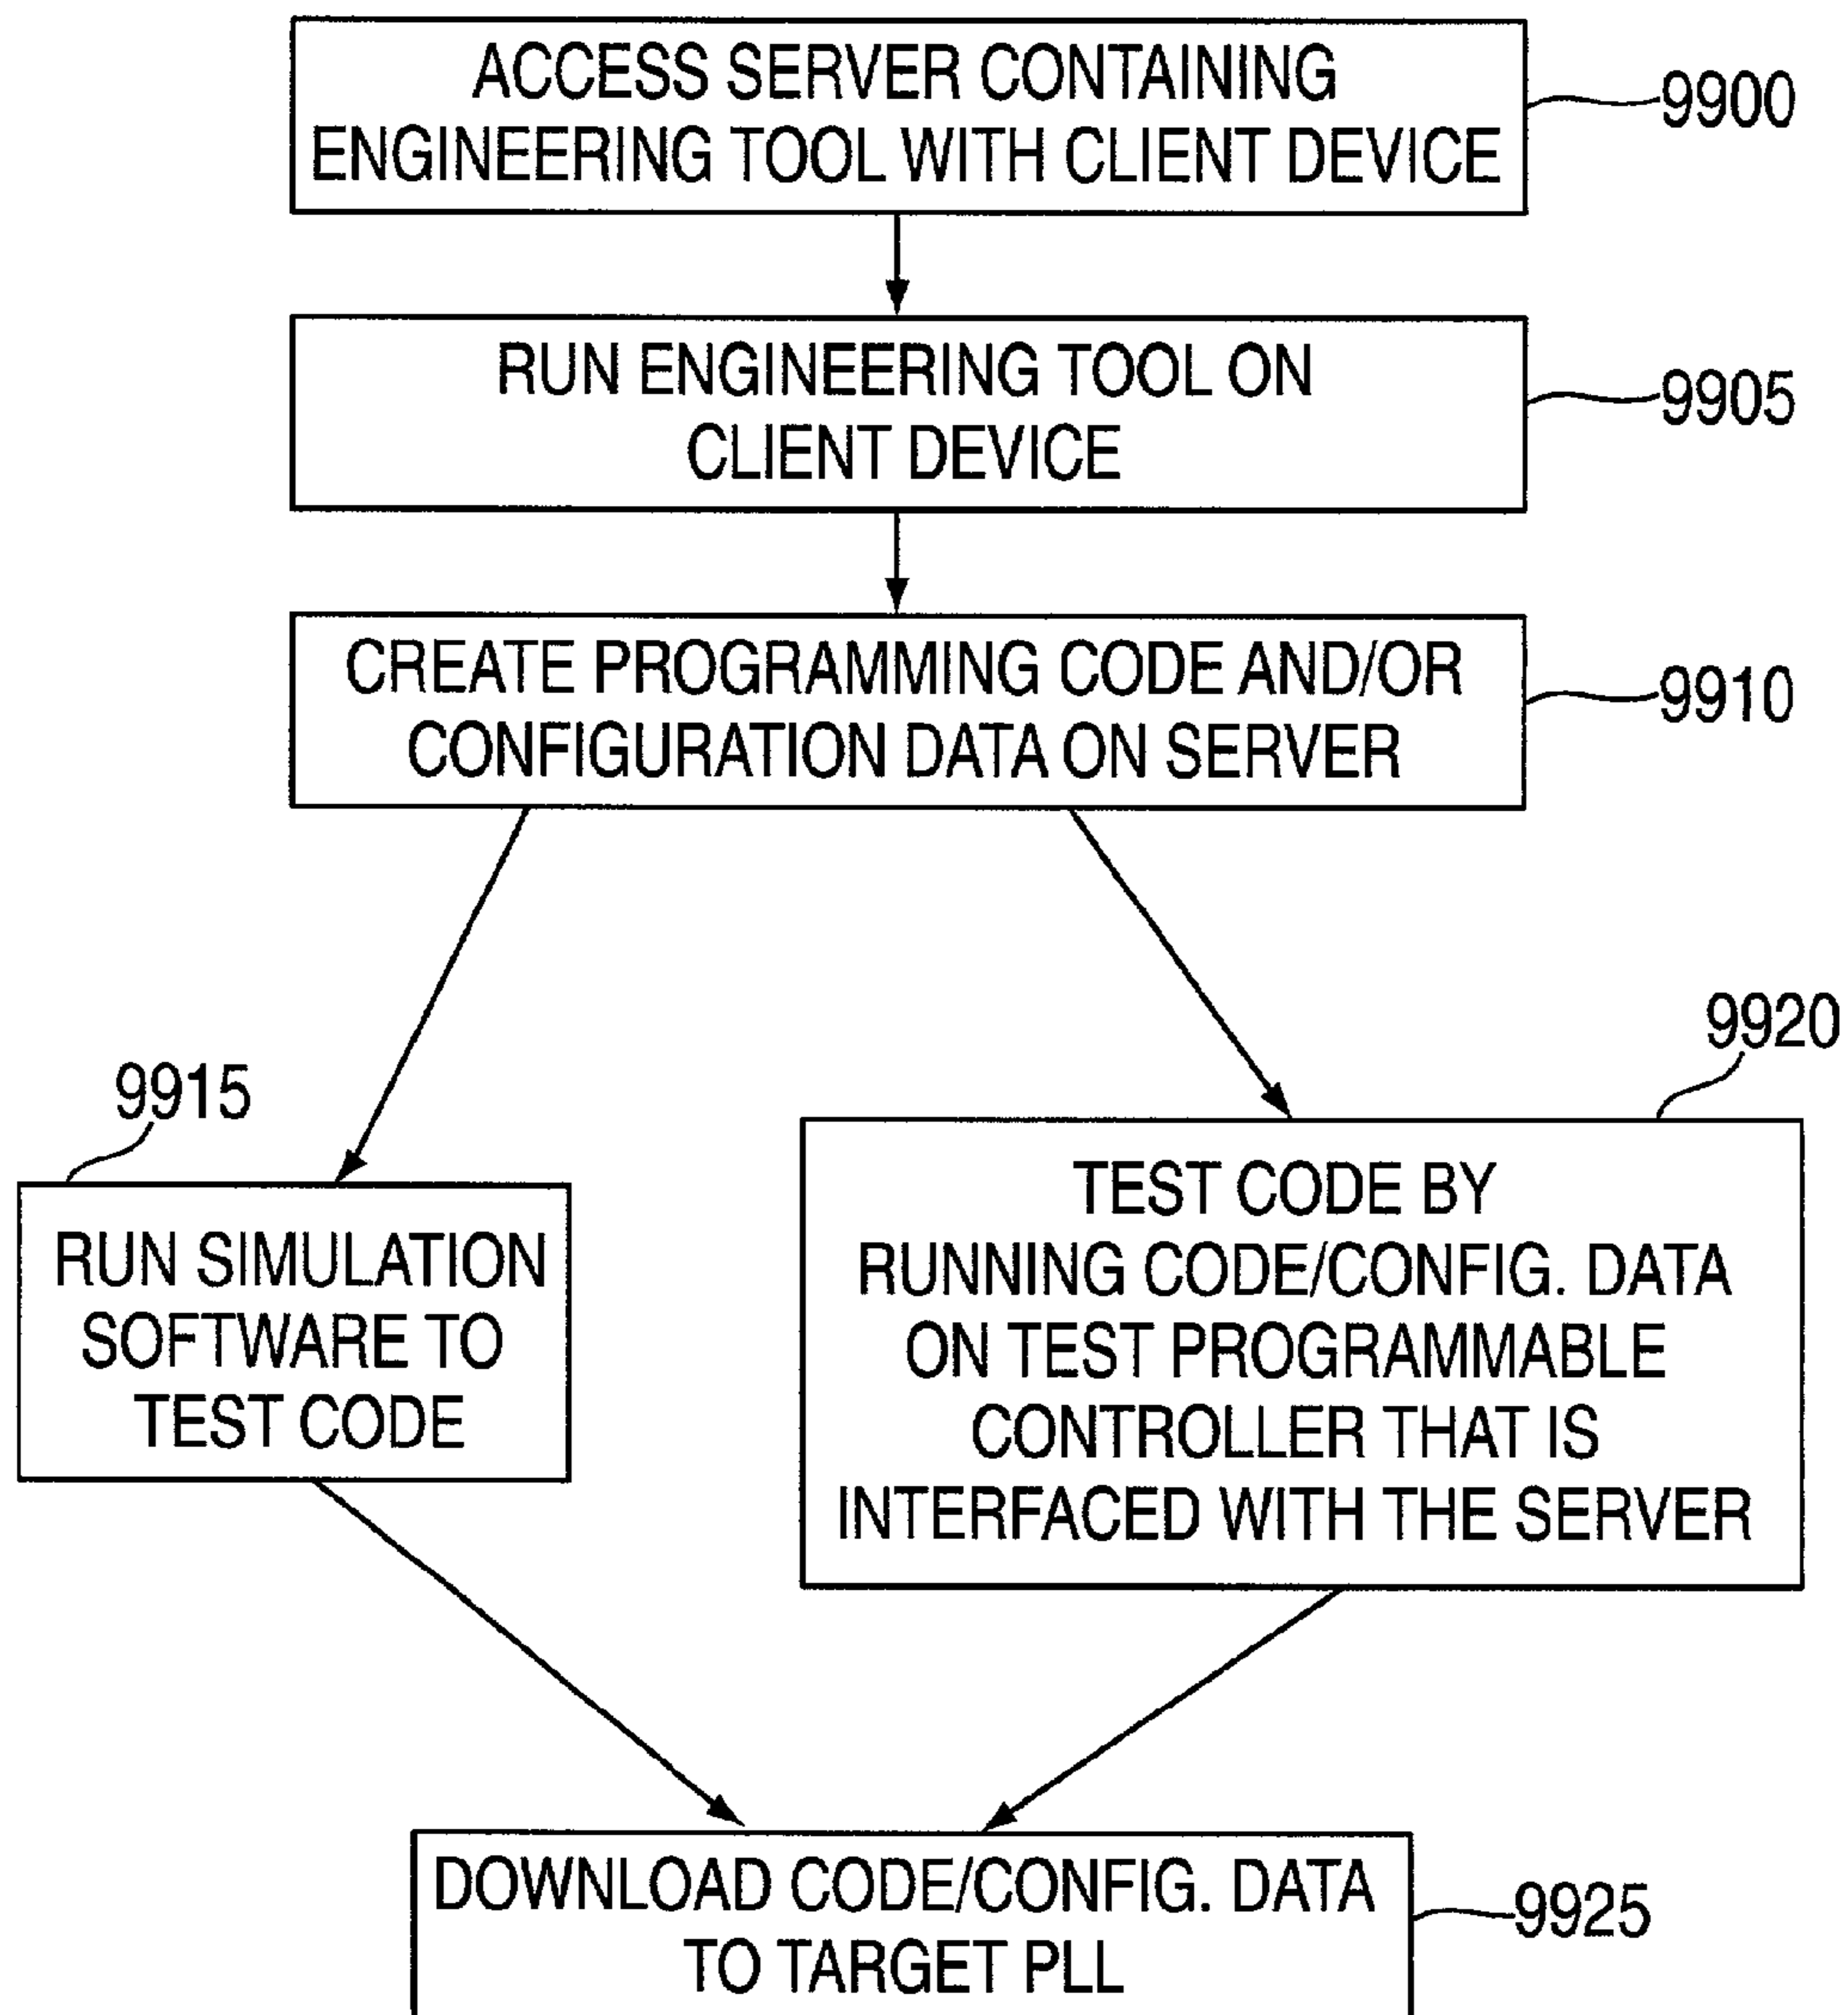 ACCESS SERVER CONTAINING
ENGINEERING TOOL WITH CLIENT DEVICE
9900
RUN ENGINEERING TOOL ON
CLIENT DEVICE
9905
CREATE PROGRAMMING CODE AND/OR
CONFIGURATION DATA ON SERVER
9910
9915
RUN SIMULATION
SOFTWARE TO
TEST CODE
9920
TEST CODE BY
RUNNING CODE/CONFIG. DATA
ON TEST PROGRAMMABLE
CONTROLLER THAT IS
INTERFACED WITH THE SERVER
DOWNLOAD CODE/CONFIG. DATA
TO TARGET PLL
9925